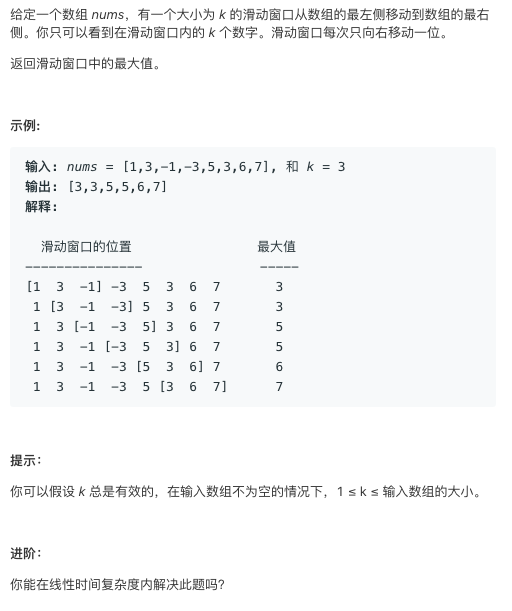 给定一个数组 nums，有一个大小为 k 的滑动窗口从数组的最左侧移动到数组的最右
侧。你只可以看到在滑动窗口内的 k 个数字。滑动窗口每次只向右移动一位。
返回滑动窗口中的最大值。
示例:
输入: nums = [1,3,-1,-3,5,3,6,7], 和 k = 3
输出: [3,3,5,5,6,7]
解释:
滑动窗口的位置 最大值
--------------- -----
[1 3 -1] -3 5 3 6 7 3
1 [3 -1 -3] 5 3 6 7 3
1 3 [-1 -3 5] 3 6 7 5
1 3 -1 [-3 5 3] 6 7 5
1 3 -1 -3 [5 3 6] 7 6
1 3 -1 -3 5 [3 6 7] 7
提示：
你可以假设 k 总是有效的，在输入数组不为空的情况下，1 ≤ k ≤ 输入数组的大小。
进阶：
你能在线性时间复杂度内解决此题吗？